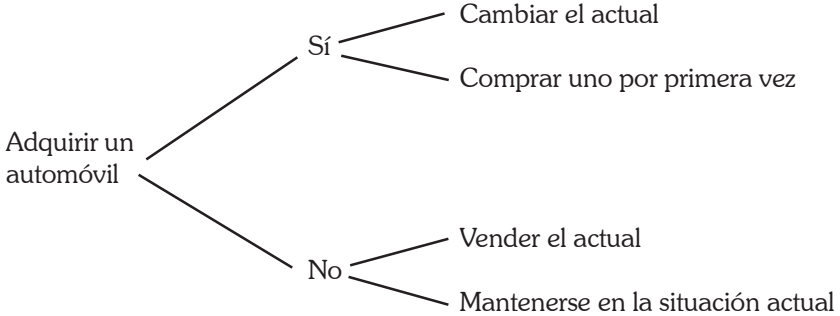 Cambiar el actual
Sí
Comprar uno por primera vez
Adquirir un
automóvil
Vender el actual
No
Mantenerse en la situación actual